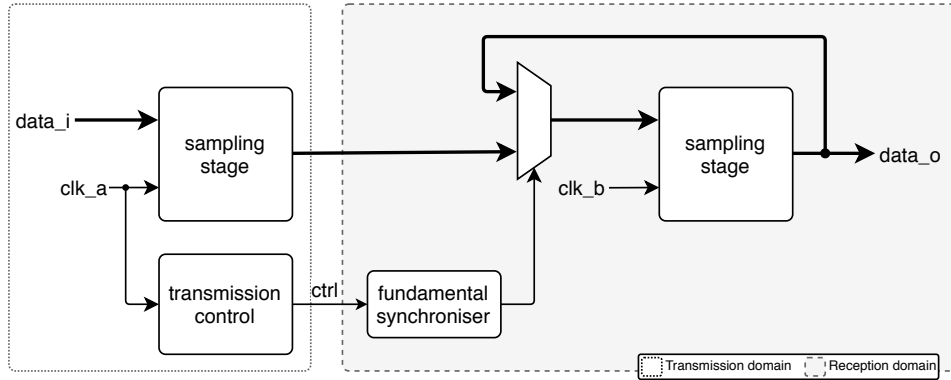 data_i
clk_a
sampling
stage
transmission
control
ctrl
fundamental
synchroniser
clk_b
sampling
stage
data_o
Transmission domain
Reception domain